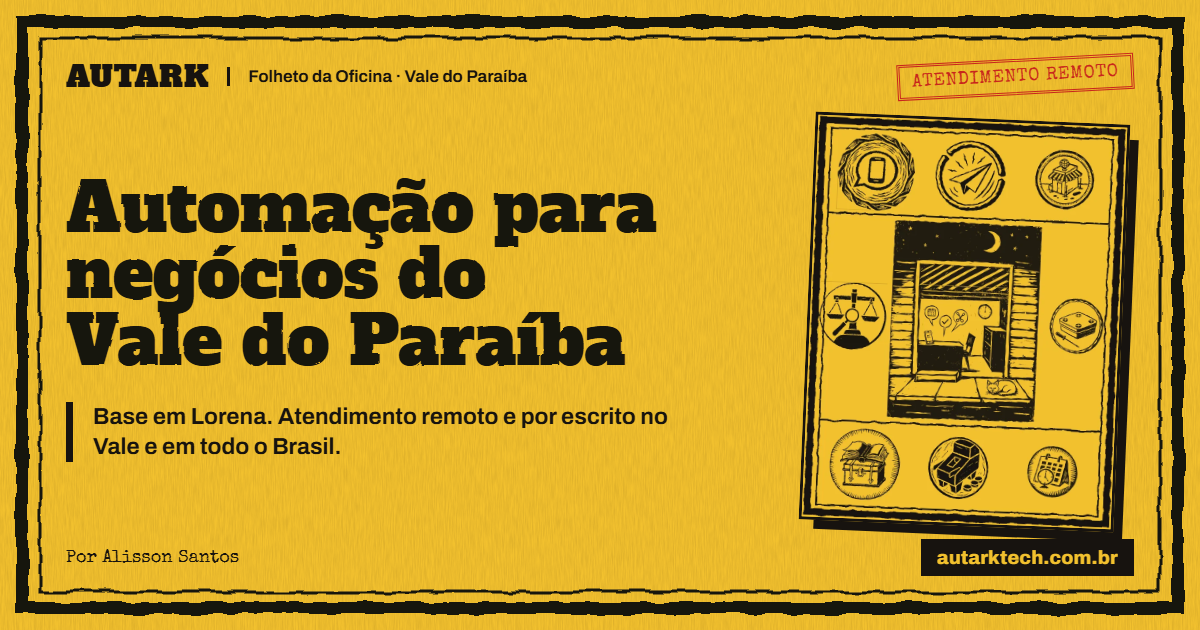 AUTARK
Folheto da Oficina · Vale do Paraíba
ATENDIMENTO REMOTO
Automação para
negócios do
Vale do Paraíba
Base em Lorena. Atendimento remoto e por escrito no
Vale e em todo o Brasil.
Por Alisson Santos
autarktech.com.br